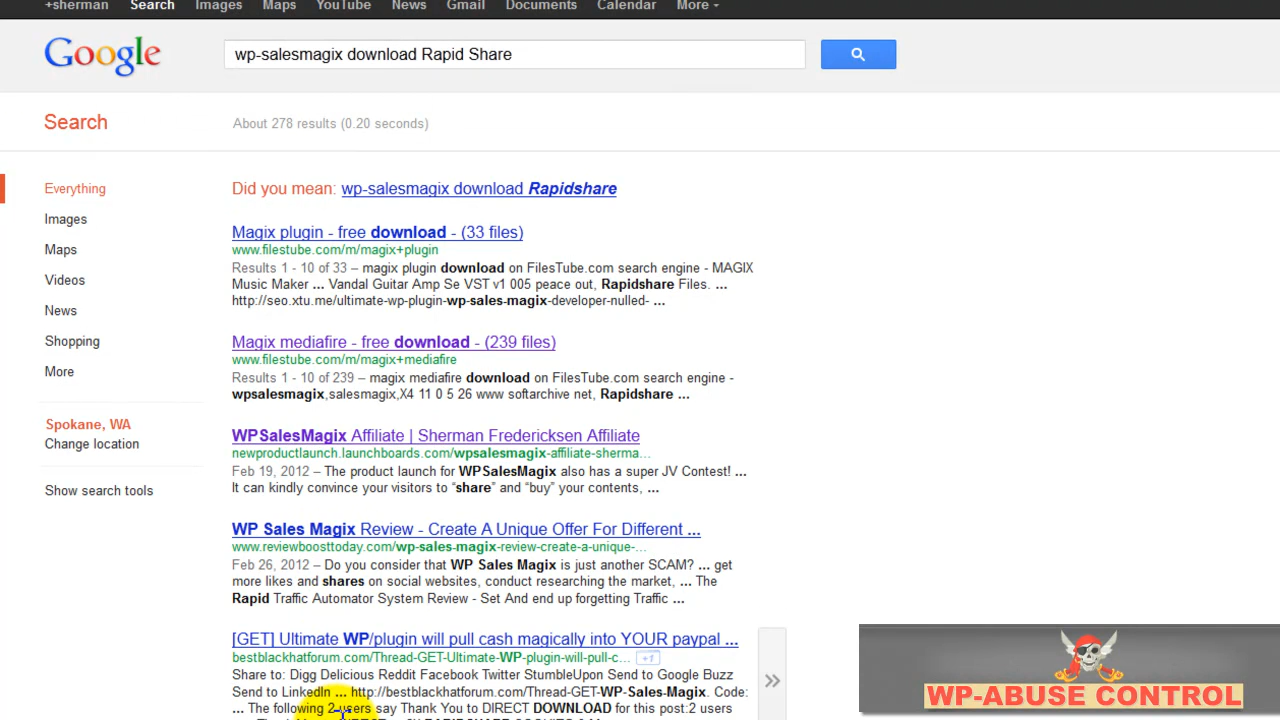 +sherman Search Images Maps YouTube News Gmail Documents Calendar More
Google
wp-salesmagix download Rapid Share
Search
About 278 results (0.20 seconds)
Everything
Images
Maps
Videos
News
Shopping
More
Spokane, WA
Change location
Show search tools
Did you mean: wp-salesmagix download Rapidshare
Magix plugin - free download - (33 files)
www.filestube.com/m/magix+plugin
Results 1 - 10 of 33 – magix plugin download on FilesTube.com search engine - MAGIX
Music Maker ... Vandal Guitar Amp Se VST v1 005 peace out, Rapidshare Files. ...
http://seo.xtu.me/ultimate-wp-plugin-wp-sales-magix-developer-nulled- ...
Magix mediafire - free download - (239 files)
www.filestube.com/m/magix+mediafire
Results 1 - 10 of 239 – magix mediafire download on FilesTube.com search engine -
wpsalesmagix,salesmagix,X4 11 0 5 26 www softarchive net, Rapidshare ...
WPSalesMagix Affiliate | Sherman Fredericksen Affiliate
newproductlaunch.launchboards.com/wpsalesmagix-affiliate-sherma...
Feb 19, 2012 – The product launch for WPSalesMagix also has a super JV Contest! ...
It can kindly convince your visitors to “share” and “buy” your contents, ...
WP Sales Magix Review - Create A Unique Offer For Different ...
www.reviewboosttoday.com/wp-sales-magix-review-create-a-unique-...
Feb 26, 2012 – Do you consider that WP Sales Magix is just another SCAM? ... get
more likes and shares on social websites, conduct researching the market, ... The
Rapid Traffic Automator System Review - Set And end up forgetting Traffic ...
[GET] Ultimate WP/plugin will pull cash magically into YOUR paypal ...
bestblackhatforum.com/Thread-GET-Ultimate-WP-plugin-will-pull-c... +1
Share to: Digg Delicious Reddit Facebook Twitter StumbleUpon Send to Google Buzz
Send to LinkedIn ... http://bestblackhatforum.com/Thread-GET-WP-Sales-Magix. Code:
... The following 2 users say Thank You to DIRECT DOWNLOAD for this post:2 users
WP-ABUSE CONTROL